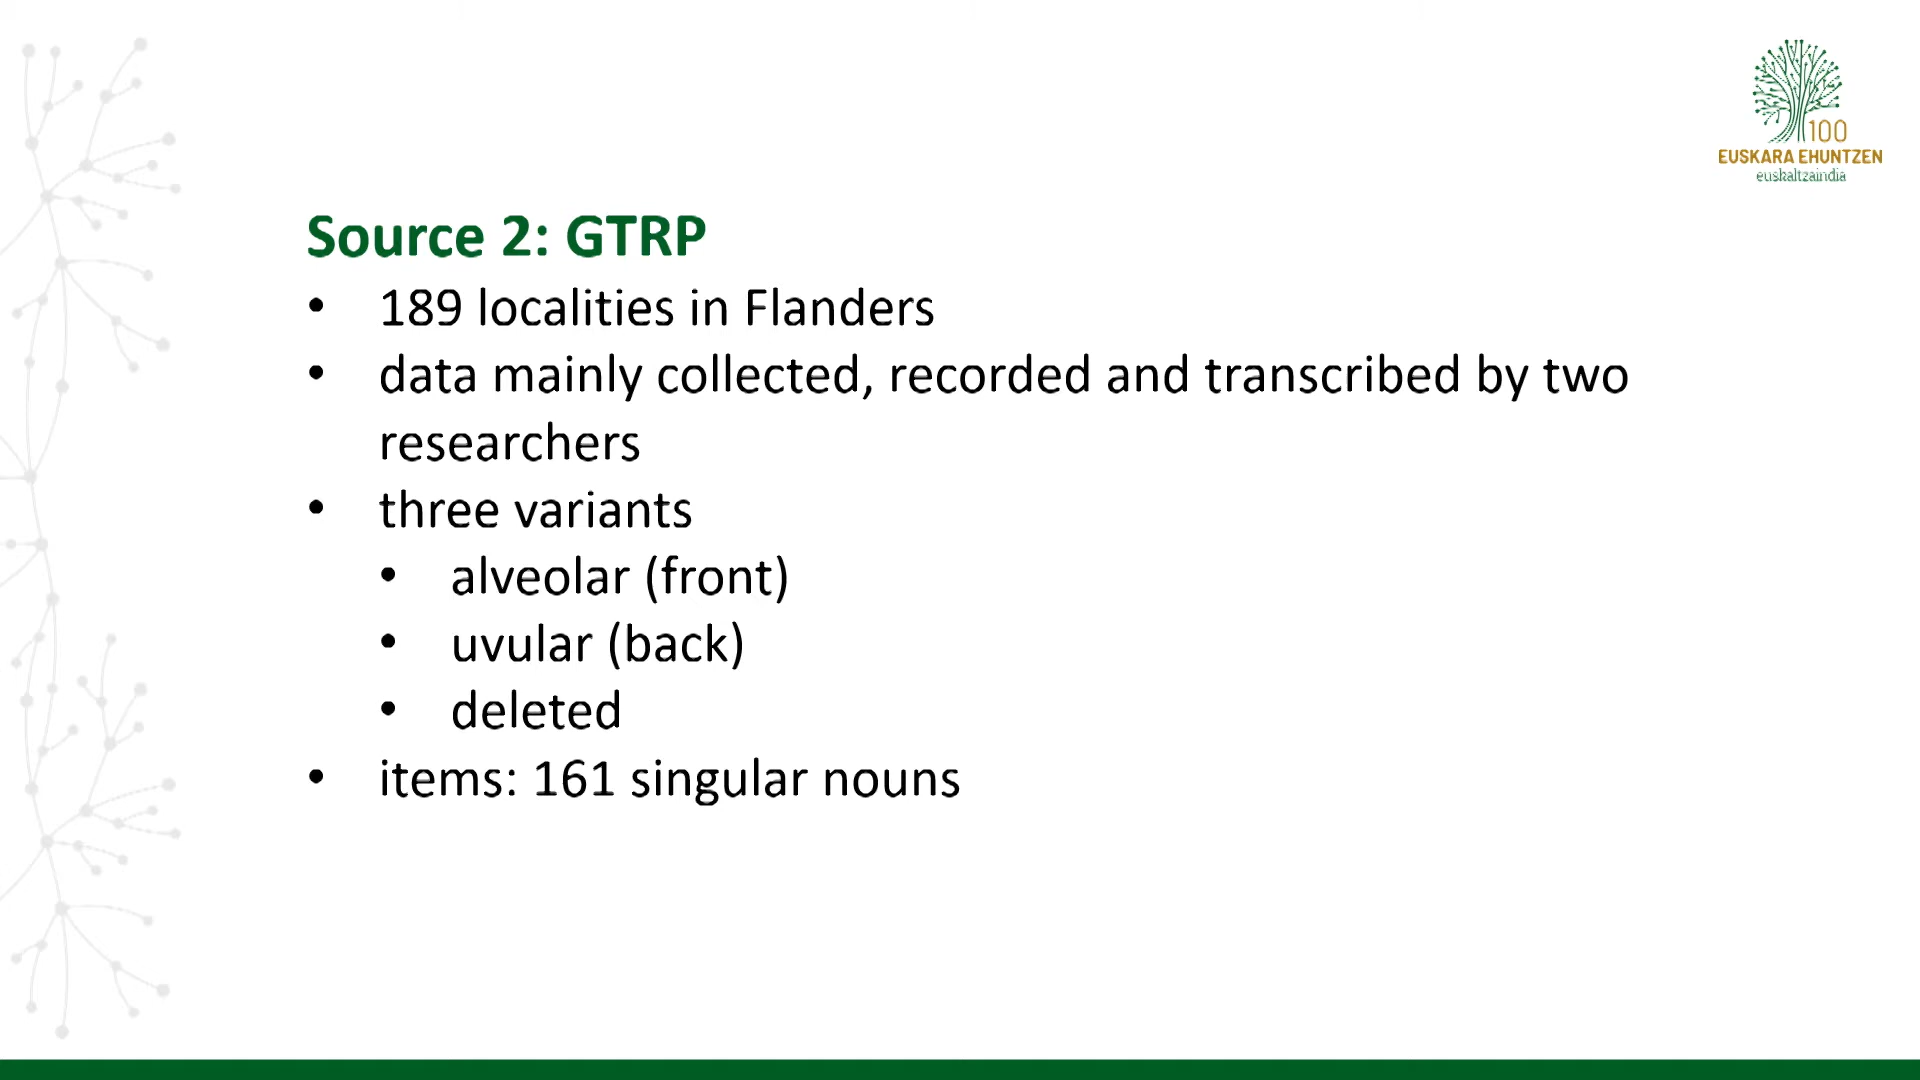 100
EUSKARA EHUNTZEN
euskaltzaindia
Source 2: GTRP
• 189 localities in Flanders
• data mainly collected, recorded and transcribed by two
researchers
• three variants
• alveolar (front)
• uvular (back)
• deleted
• items: 161 singular nouns